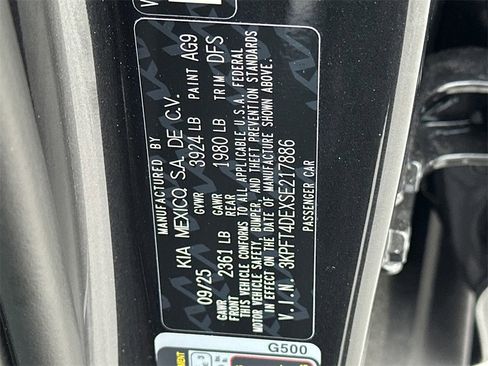 MANUFACTURED BY
KIA MEXICO, S.A. DE C.V.
09/25 GVWR 3924 LB PAINT AG9
GAWR FRONT 2361 LB GAWR REAR 1980 LB TRIM DFS
THIS VEHICLE CONFORMS TO ALL APPLICABLE U.S.A. FEDERAL
MOTOR VEHICLE SAFETY, BUMPER, AND THEFT PREVENTION STANDARDS
IN EFFECT ON THE DATE OF MANUFACTURE SHOWN ABOVE.
V.I.N. 3KPFT4DEXSE217886
PASSENGER CAR
G500